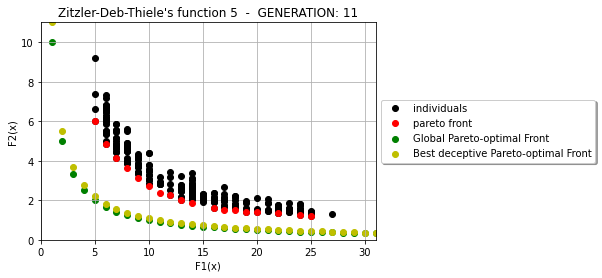 Zitzler-Deb-Thiele's function 5 - GENERATION: 11
F2(x)
10
8
6
4
2
0
0 5 10 15 20 25 30
F1(x)
individuals
pareto front
Global Pareto-optimal Front
Best deceptive Pareto-optimal Front